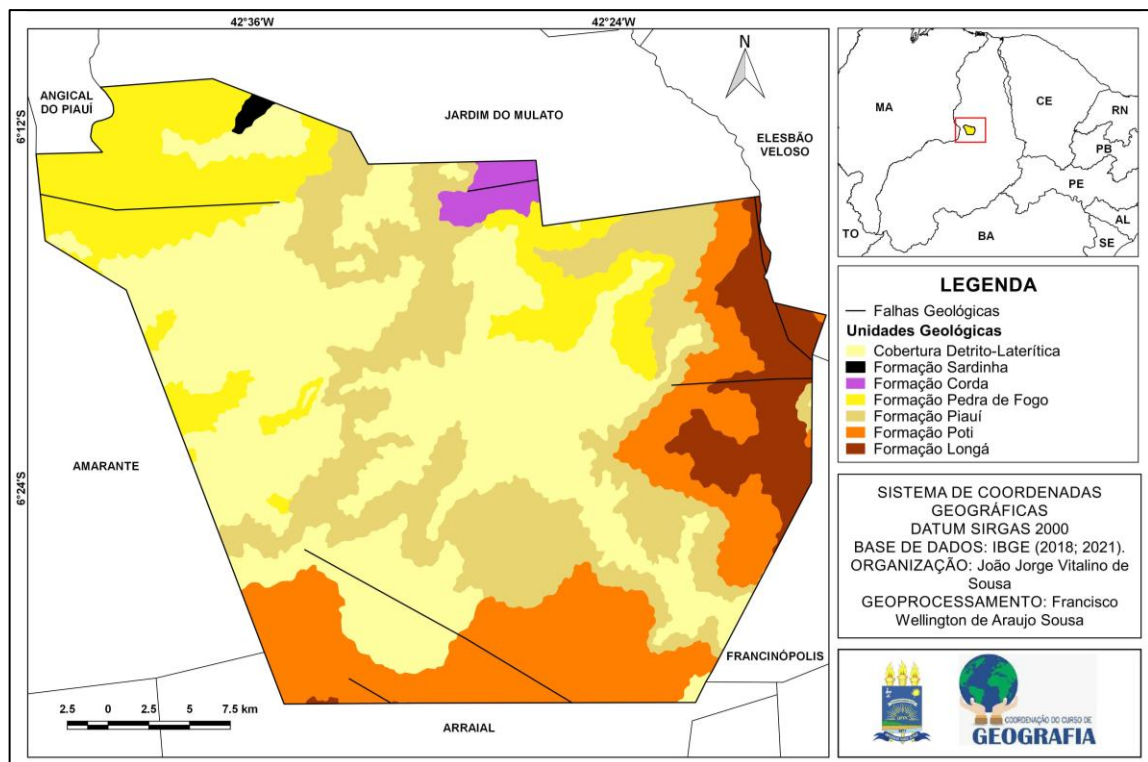 42°36'W
42°24'W
6°12'S
6°24'S
ANGICAL
DO PIAUÍ
JARDIM DO MULATO
ELESBÃO
VELOSO
AMARANTE
FRANCINÓPOLIS
ARRAIAL
N
2.5 0 2.5 5 7.5 km
MA
CE
RN
PB
PE
AL
SE
TO
BA
LEGENDA
Falhas Geológicas
Unidades Geológicas
Cobertura Detrito-Laterítica
Formação Sardinha
Formação Corda
Formação Pedra de Fogo
Formação Piauí
Formação Poti
Formação Longá
SISTEMA DE COORDENADAS
GEOGRÁFICAS
DATUM SIRGAS 2000
BASE DE DADOS: IBGE (2018; 2021).
ORGANIZAÇÃO: João Jorge Vitalino de
Sousa
GEOPROCESSAMENTO: Francisco
Wellington de Araujo Sousa
COORDENAÇÃO DO CURSO DE
GEOGRAFIA